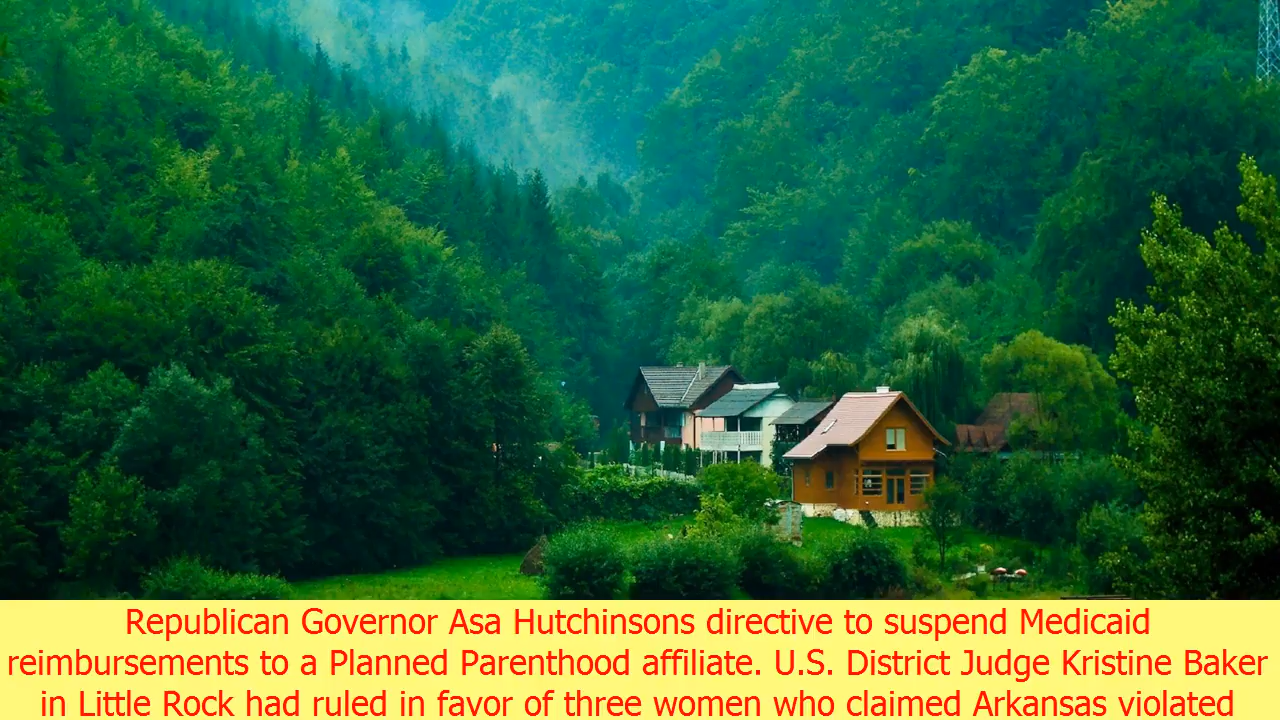 Republican Governor Asa Hutchinsons directive to suspend Medicaid
reimbursements to a Planned Parenthood affiliate. U.S. District Judge Kristine Baker
in Little Rock had ruled in favor of three women who claimed Arkansas violated